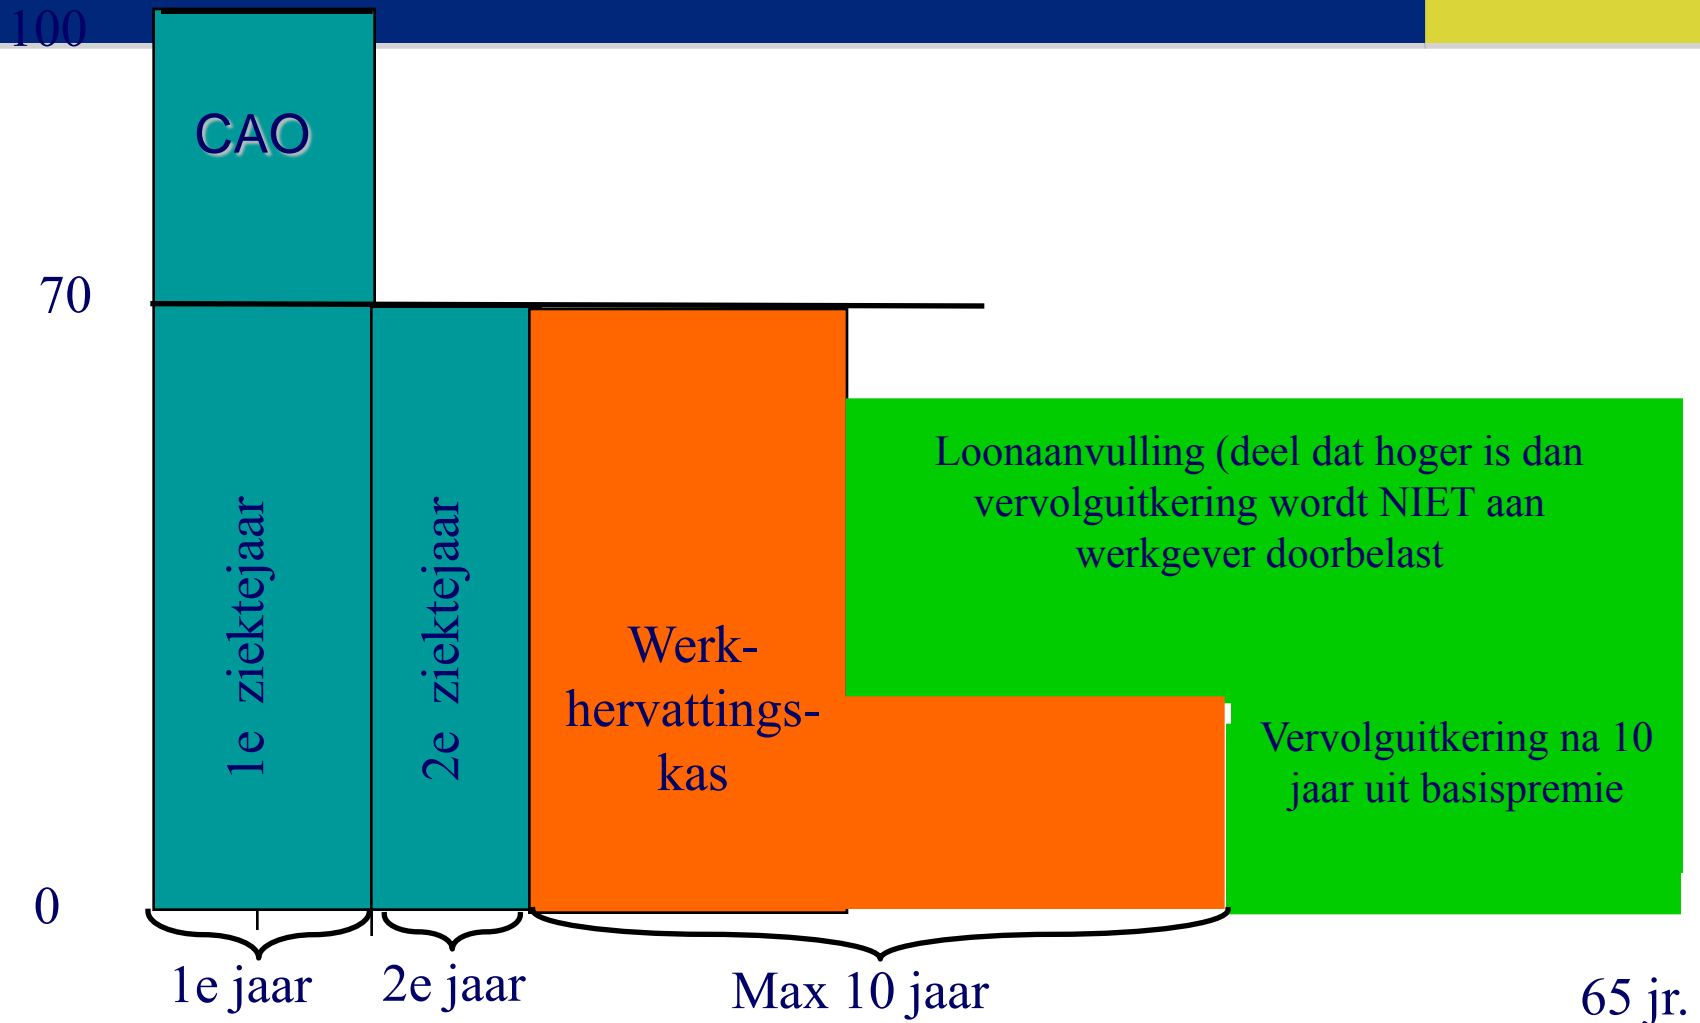 100
CAO
70
Loonaanvulling (deel dat hoger is dan
vervolguitkering wordt NIET aan
werkgever doorbelast
1e ziektejaar
2e ziektejaar
Werk-
hervattings-
kas
Vervolguitkering na 10
jaar uit basispremie
0
1e jaar
2e jaar
Max 10 jaar
65 jr.